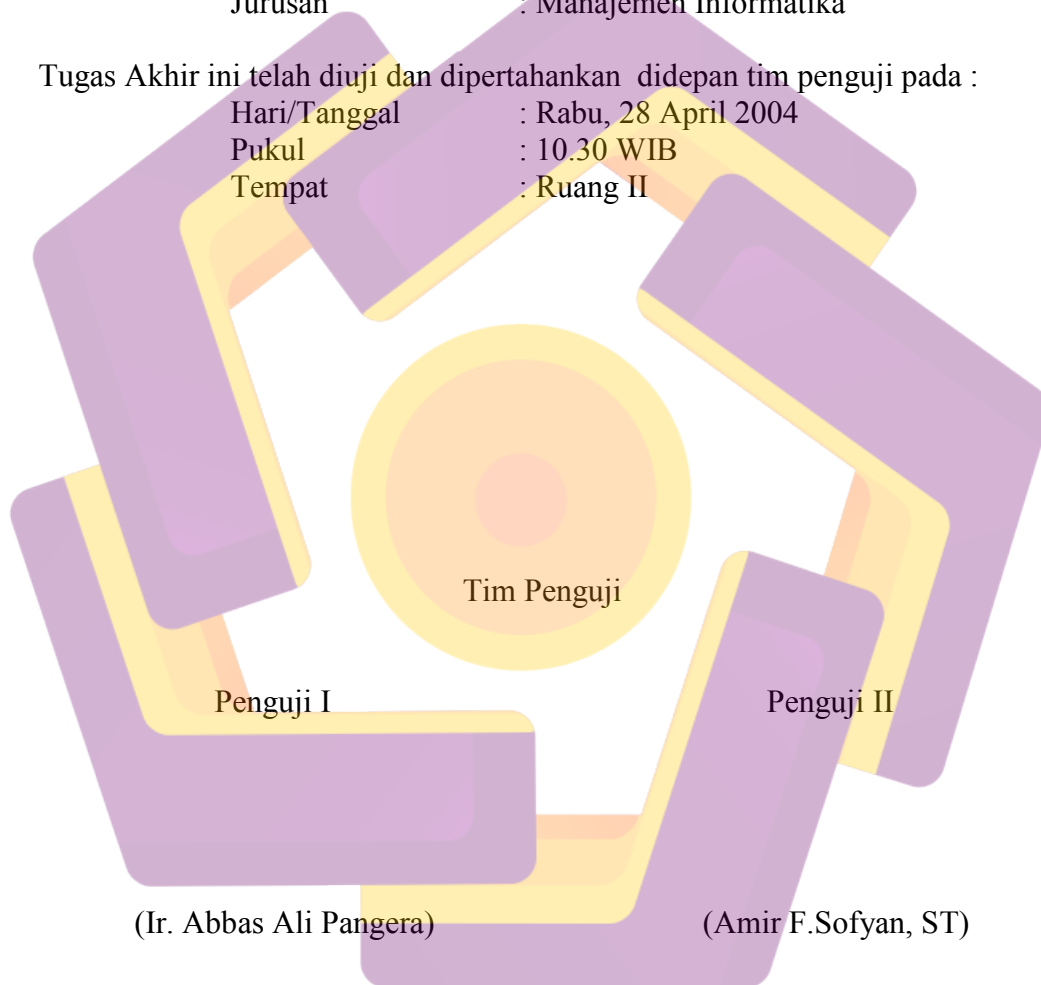 Jurusan : Manajemen Informatika
Tugas Akhir ini telah diuji dan dipertahankan didepan tim penguji pada :
Hari/Tanggal : Rabu, 28 April 2004
Pukul : 10.30 WIB
Tempat : Ruang II
Tim Penguji
Penguji I Penguji II
(Ir. Abbas Ali Pangera) (Amir F.Sofyan, ST)